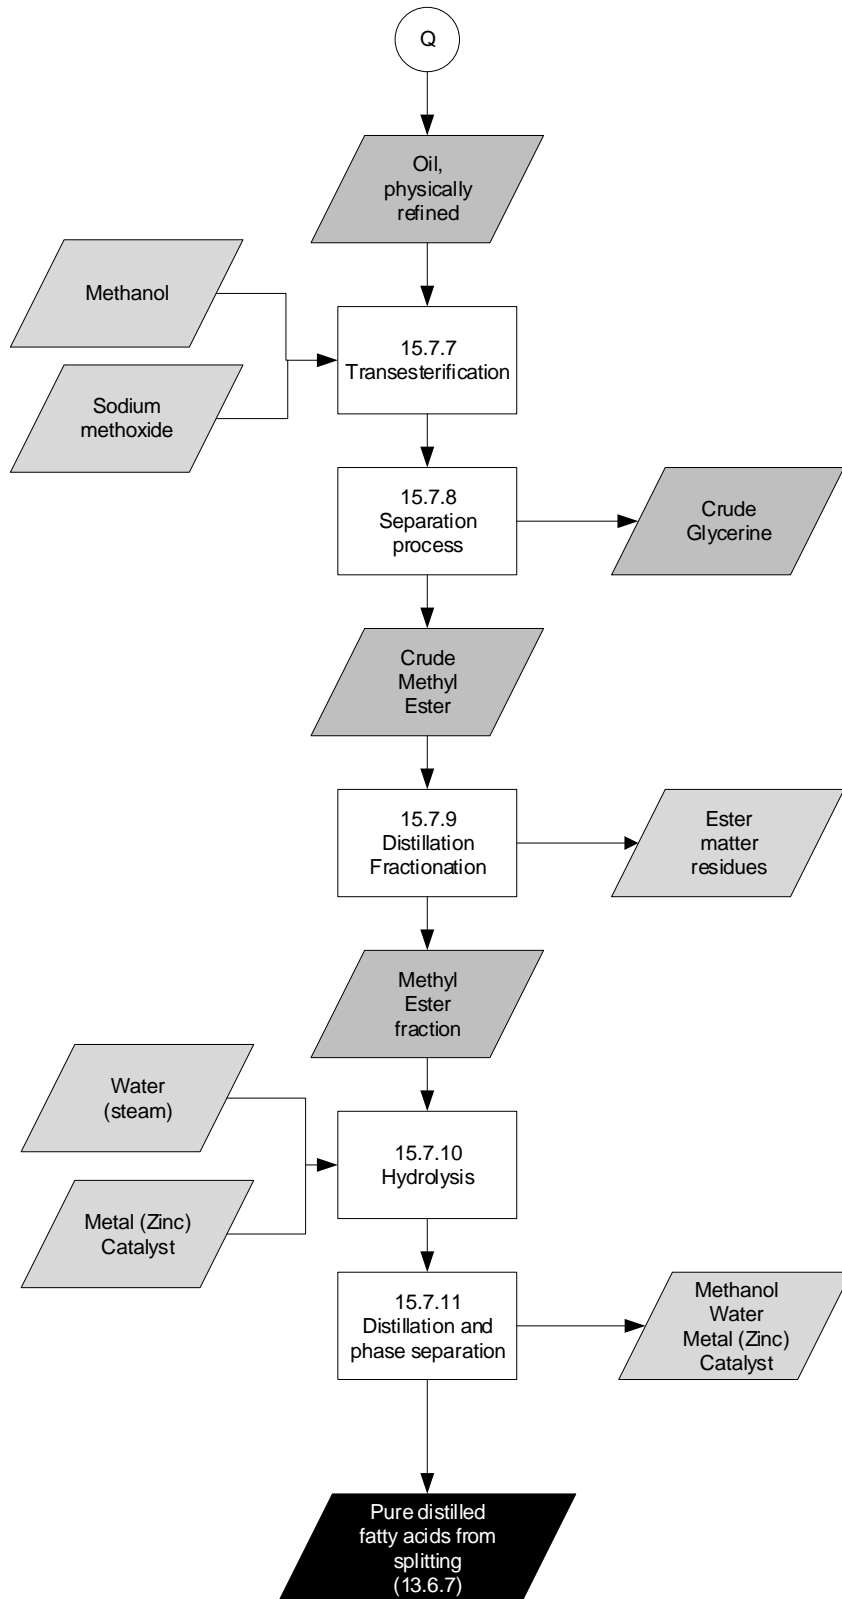 Q
Oil,
physically
refined
Methanol
15.7.7
Transesterification
Sodium
methoxide
15.7.8
Separation
process
Crude
Glycerine
Crude
Methyl
Ester
15.7.9
Distillation
Fractionation
Ester
matter
residues
Methyl
Ester
fraction
Water
(steam)
15.7.10
Hydrolysis
Metal (Zinc)
Catalyst
15.7.11
Distillation and
phase separation
Methanol
Water
Metal (Zinc)
Catalyst
Pure distilled
fatty acids from
splitting
(13.6.7)